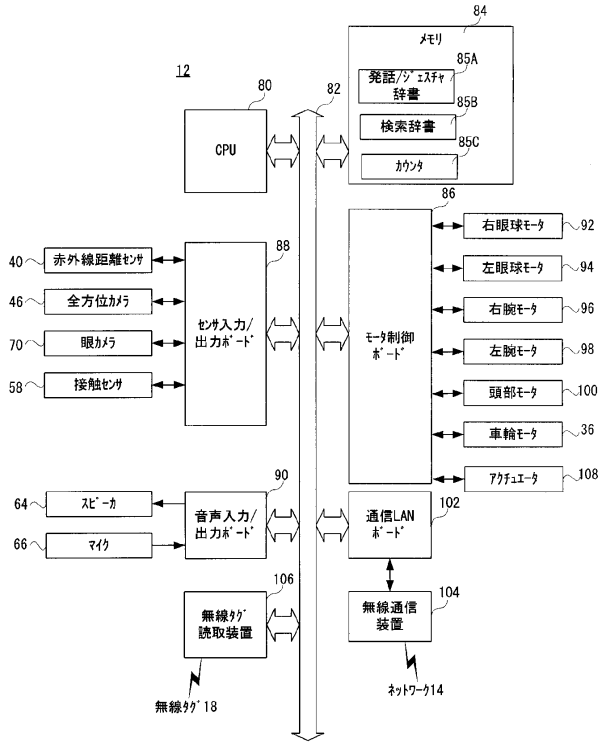 12
80
CPU
82
84
メモリ
85A
発話/ジェスチャ
辞書
85B
検索辞書
85C
カウンタ
86
モータ制御
ボード
右眼球モータ 92
左眼球モータ 94
右腕モータ 96
左腕モータ 98
頭部モータ 100
車輪モータ 36
アクチュエータ 108
88
センサ入力/
出力ボード
40 赤外線距離センサ
46 全方位カメラ
70 眼カメラ
58 接触センサ
90
音声入力/
出力ボード
64 スピーカ
66 マイク
102
通信LAN
ボード
106
無線タグ
読取装置
104
無線通信
装置
無線タグ18
ネットワーク14